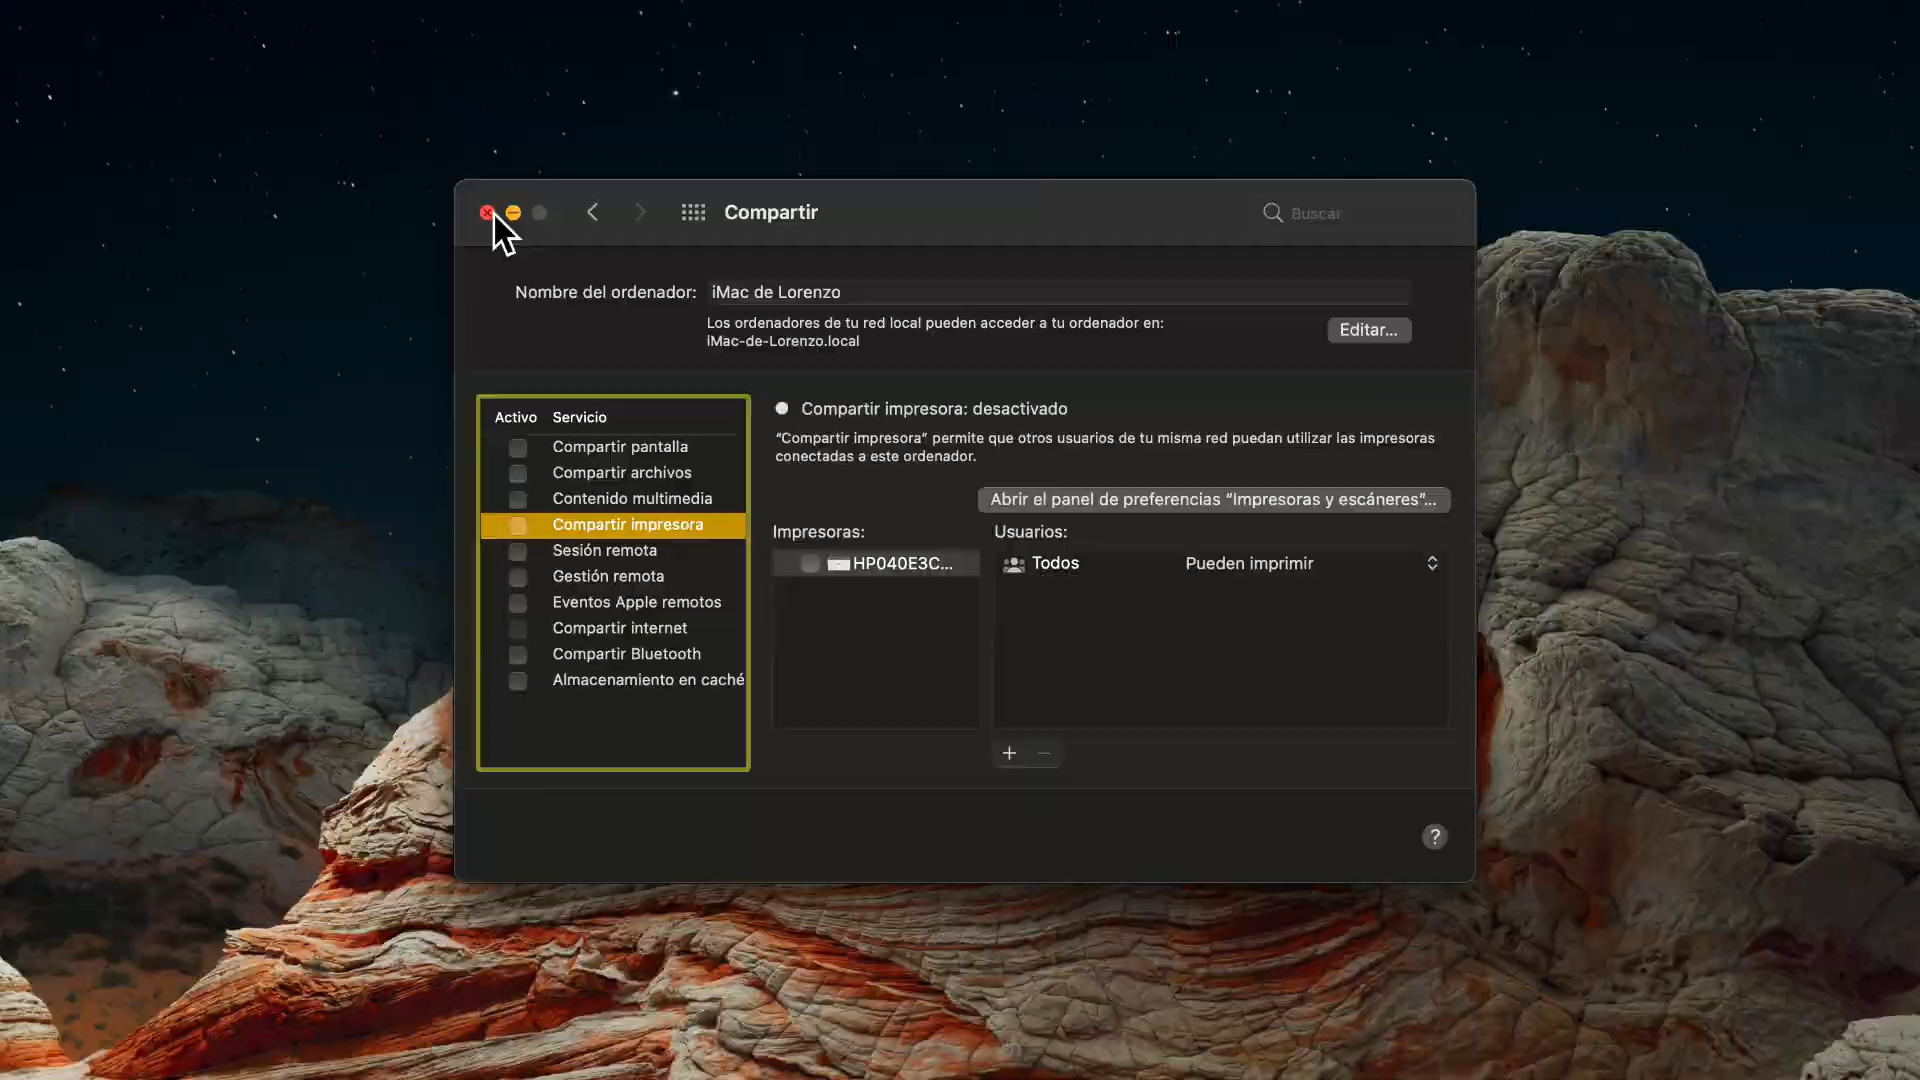 Compartir
Buscar
Nombre del ordenador: iMac de Lorenzo
Los ordenadores de tu red local pueden acceder a tu ordenador en:
iMac-de-Lorenzo.local
Editar...
Activo Servicio
Compartir pantalla
Compartir archivos
Contenido multimedia
Compartir impresora
Sesión remota
Gestión remota
Eventos Apple remotos
Compartir internet
Compartir Bluetooth
Almacenamiento en caché
Compartir impresora: desactivado
“Compartir impresora” permite que otros usuarios de tu misma red puedan utilizar las impresoras
conectadas a este ordenador.
Abrir el panel de preferencias “Impresoras y escáneres”...
Impresoras:
HP040E3C...
Usuarios:
Todos Pueden imprimir
+ −
?